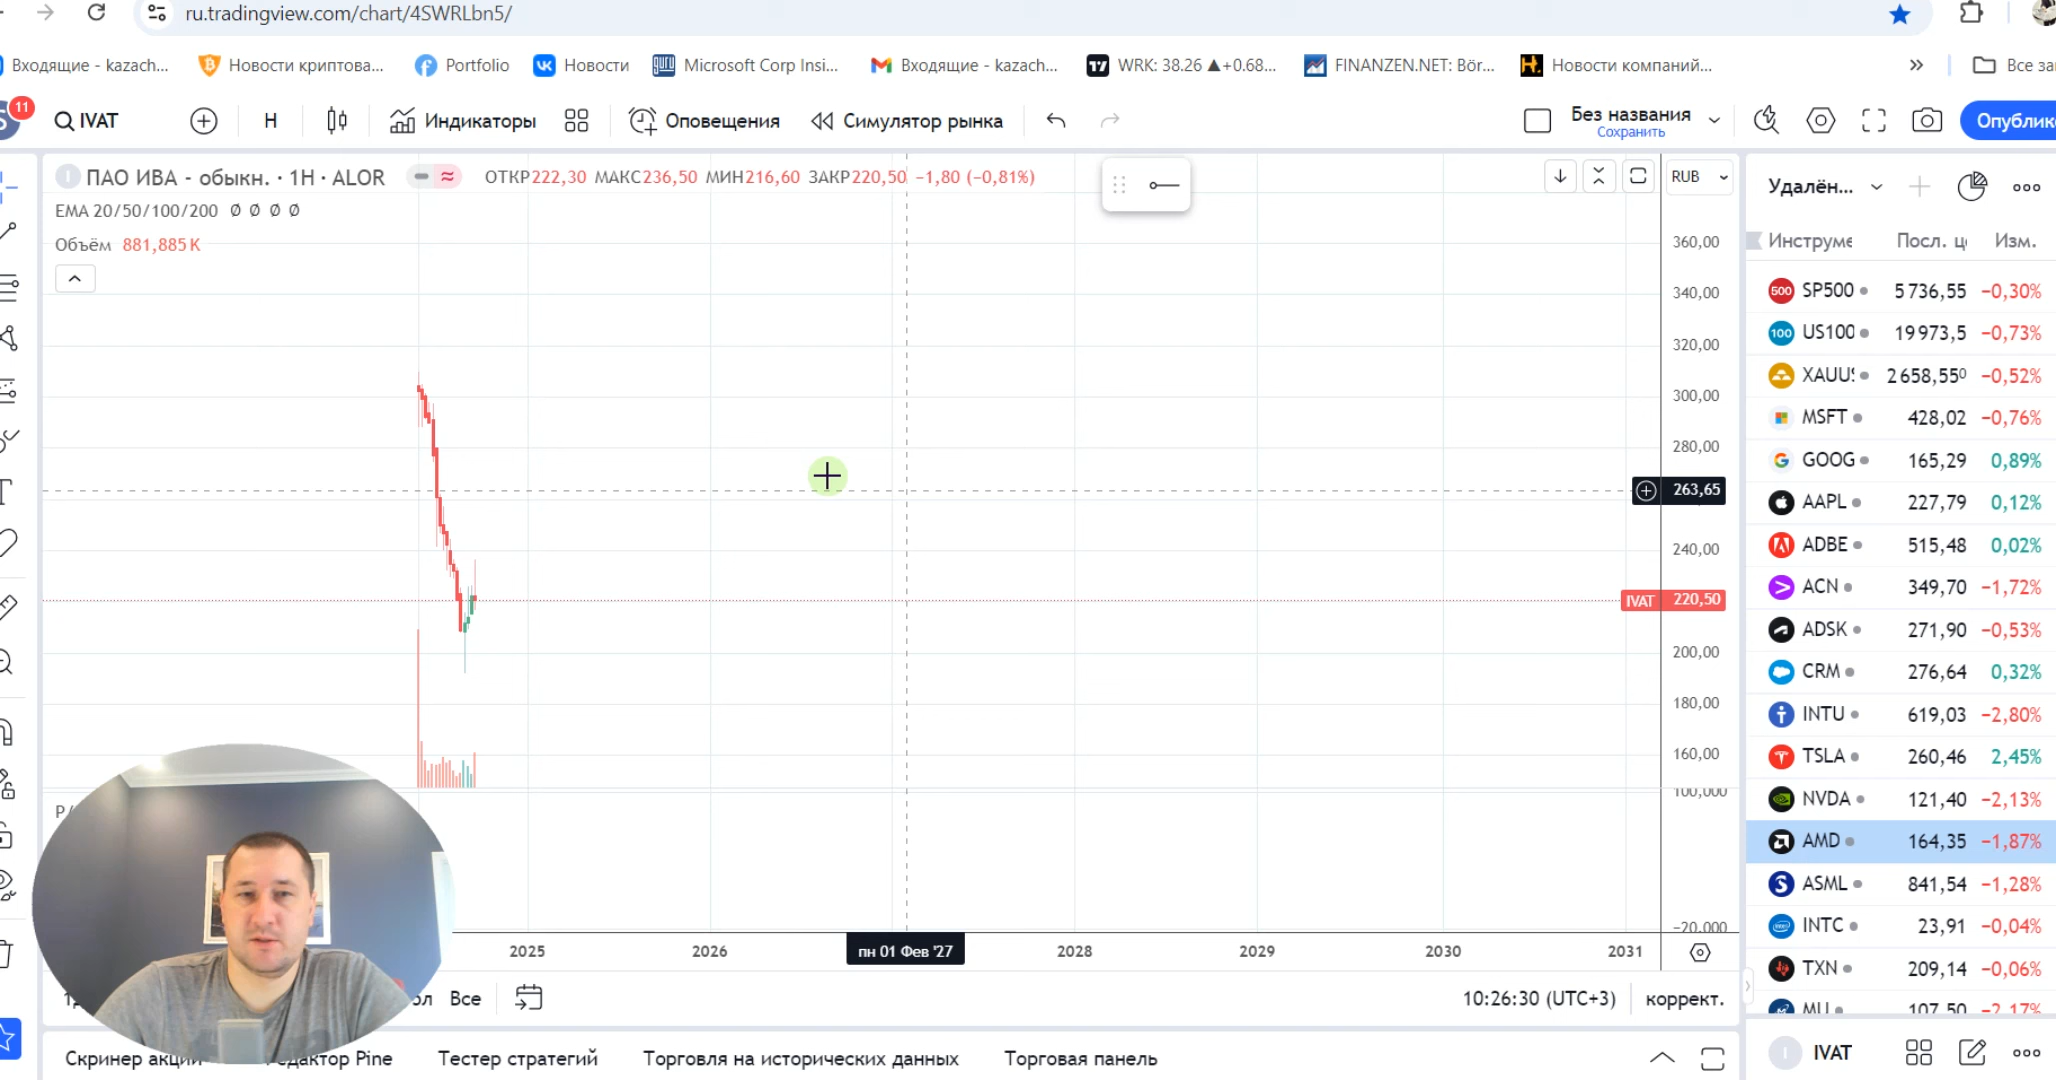 ru.tradingview.com/chart/4SWRLbn5/
Входящие - kazach... Новости криптова... Portfolio Новости Microsoft Corp Insi... Входящие - kazach... WRK: 38.26 ▲+0.68... FINANZEN.NET: Bör... Новости компаний... » Все за
11 IVAT Н Индикаторы Оповещения Симулятор рынка Без названия Опублик
Сохранить
ПАО ИВА - обыкн. · 1Н · ALOR ОТКР222,30 МАКС236,50 МИН216,60 ЗАКР220,50 −1,80 (−0,81%) RUB
EMA 20/50/100/200 Ø Ø Ø Ø
Объём 881,885K
360,00
340,00
320,00
300,00
280,00
263,65
240,00
IVAT 220,50
200,00
180,00
160,00
100,000
−20,000
2025 2026 пн 01 Фев '27 2028 2029 2030 2031
Все 10:26:30 (UTC+3) коррект.
Скринер акций Pine Тестер стратегий Торговля на исторических данных Торговая панель
Удалён...
Инструме Посл. це Изм.
SP500 5 736,55 −0,30%
US100 19 973,5 −0,73%
XAUUS 2 658,55⁰ −0,52%
MSFT 428,02 −0,76%
GOOG 165,29 0,89%
AAPL 227,79 0,12%
ADBE 515,48 0,02%
ACN 349,70 −1,72%
ADSK 271,90 −0,53%
CRM 276,64 0,32%
INTU 619,03 −2,80%
TSLA 260,46 2,45%
NVDA 121,40 −2,13%
AMD 164,35 −1,87%
ASML 841,54 −1,28%
INTC 23,91 −0,04%
TXN 209,14 −0,06%
MU 107,50 −2,17%
IVAT